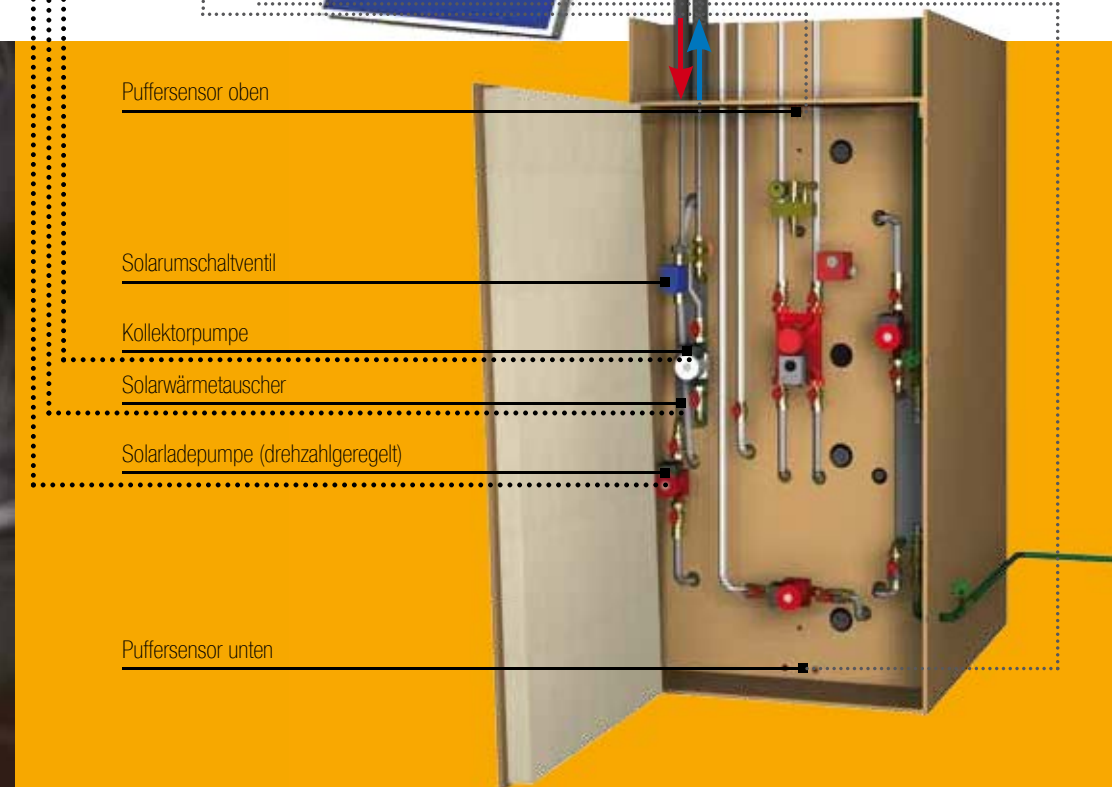 Puffersensor oben
Solarumschaltventil
Kollektorpumpe
Solarwärmetauscher
Solarladepumpe (drehzahlgeregelt)
Puffersensor unten